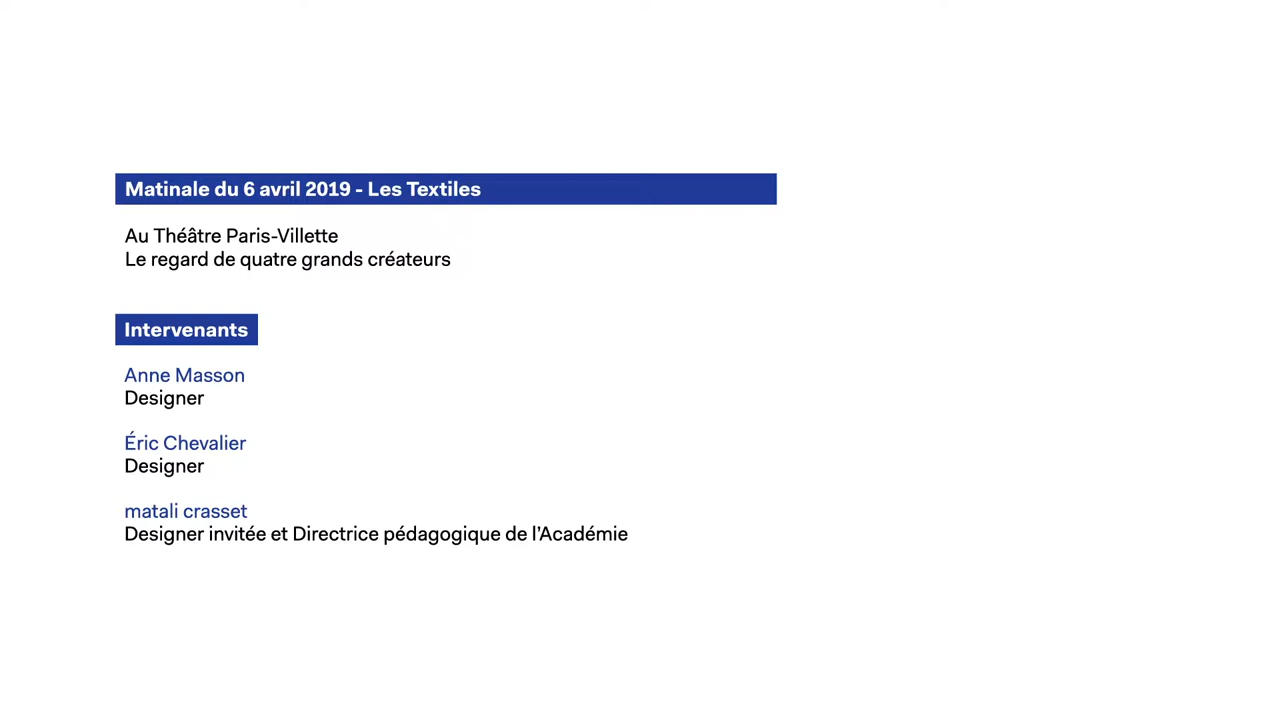 Matinale du 6 avril 2019 - Les Textiles
Au Théâtre Paris-Villette
Le regard de quatre grands créateurs
Intervenants
Anne Masson
Designer
Éric Chevalier
Designer
matali crasset
Designer invitée et Directrice pédagogique de l’Académie